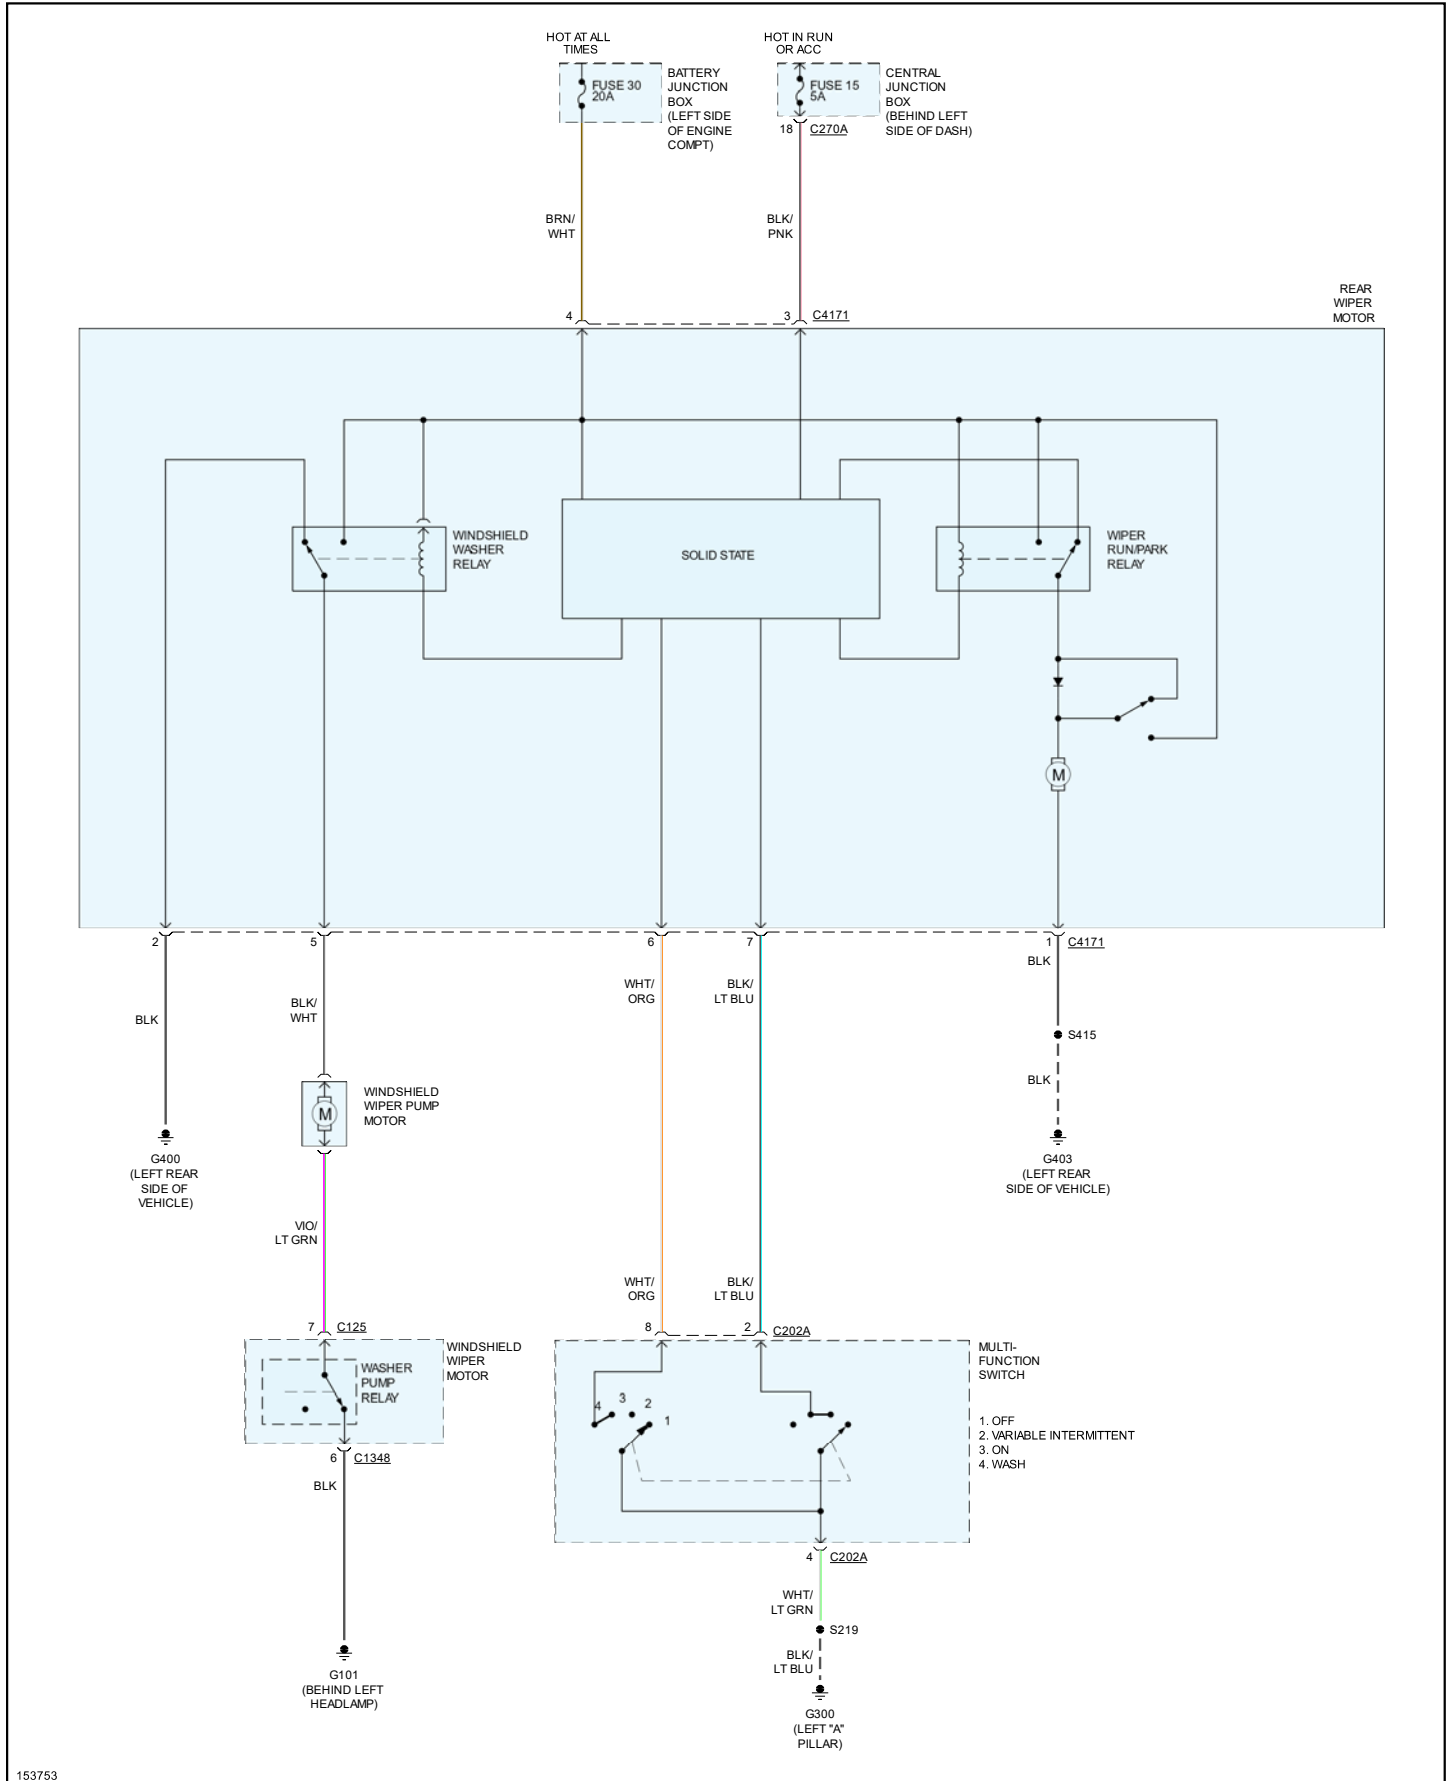 HOT AT ALL
TIMES
HOT IN RUN
OR ACC
FUSE 30
20A
BATTERY
JUNCTION
BOX
(LEFT SIDE
OF ENGINE
COMPT)
FUSE 15
5A
CENTRAL
JUNCTION
BOX
(BEHIND LEFT
SIDE OF DASH)
18 C270A
BRN/
WHT
BLK/
PNK
REAR
WIPER
MOTOR
4
3 C4171
WINDSHIELD
WASHER
RELAY
SOLID STATE
WIPER
RUN/PARK
RELAY
M
2
5
6
7
1 C4171
BLK
BLK/
WHT
WHT/
ORG
BLK/
LT BLU
BLK
S415
BLK
M
WINDSHIELD
WIPER PUMP
MOTOR
G400
(LEFT REAR
SIDE OF
VEHICLE)
G403
(LEFT REAR
SIDE OF VEHICLE)
VIO/
LT GRN
WHT/
ORG
BLK/
LT BLU
7 C125
8
2 C202A
WINDSHIELD
WIPER
MOTOR
WASHER
PUMP
RELAY
MULTI-
FUNCTION
SWITCH
4
3
2
1
1. OFF
2. VARIABLE INTERMITTENT
3. ON
4. WASH
6 C1348
BLK
4 C202A
WHT/
LT GRN
S219
BLK/
LT BLU
G101
(BEHIND LEFT
HEADLAMP)
G300
(LEFT "A"
PILLAR)
153753